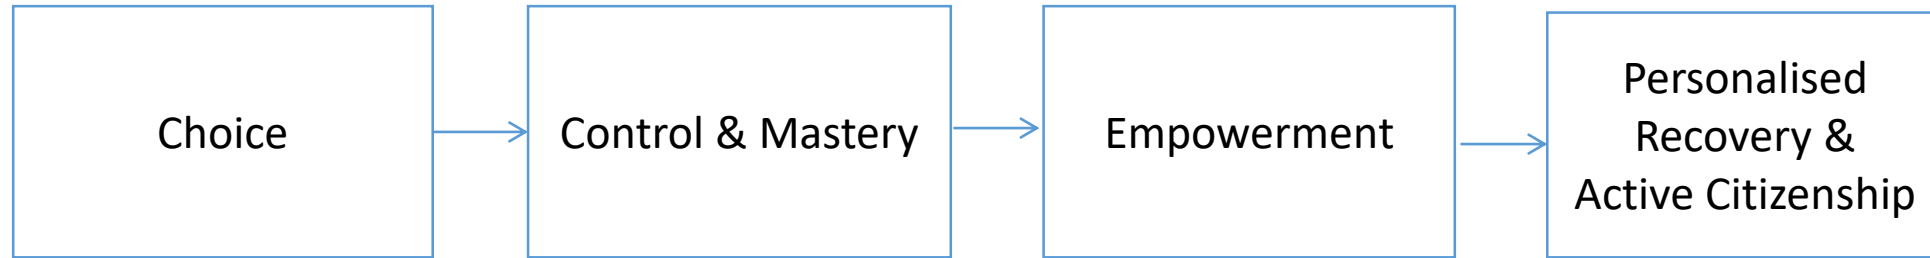 Choice
Control & Mastery
Empowerment
Personalised
Recovery &
Active Citizenship